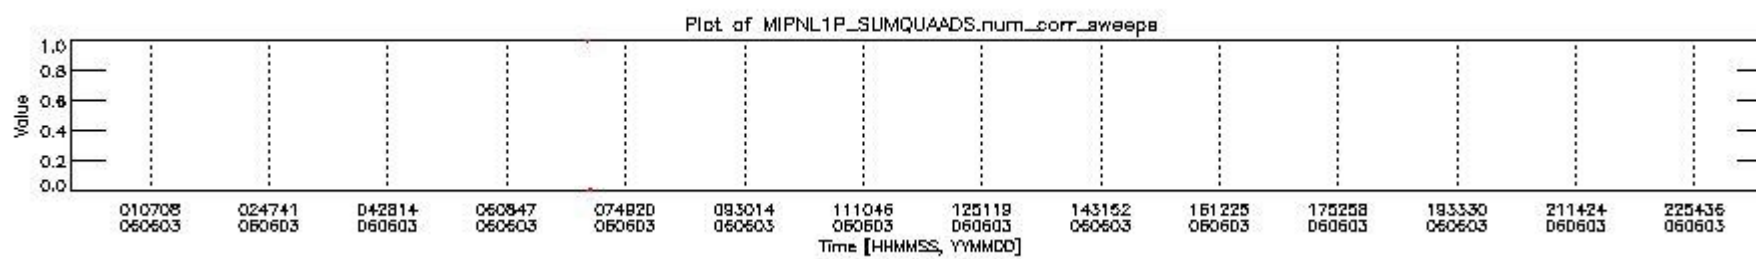 Plot of MIPNL1P_SUMQUAADS.num_corr_sweeps
1.0
0.8
0.6
0.4
0.2
0.0
Value
010708 024741 042814 060847 074920 093014 111046 125119 143152 161225 175258 193330 211424 225436
060603 060603 060603 060603 060603 060603 060603 060603 060603 060603 060603 060603 060603 060603
Time [HHMMSS, YYMMDD]